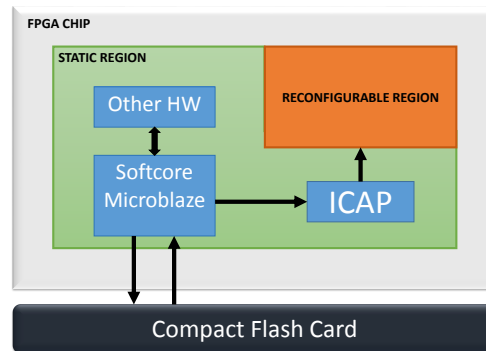 FPGA CHIP
STATIC REGION
RECONFIGURABLE REGION
Other HW
Softcore
Microblaze
ICAP
Compact Flash Card